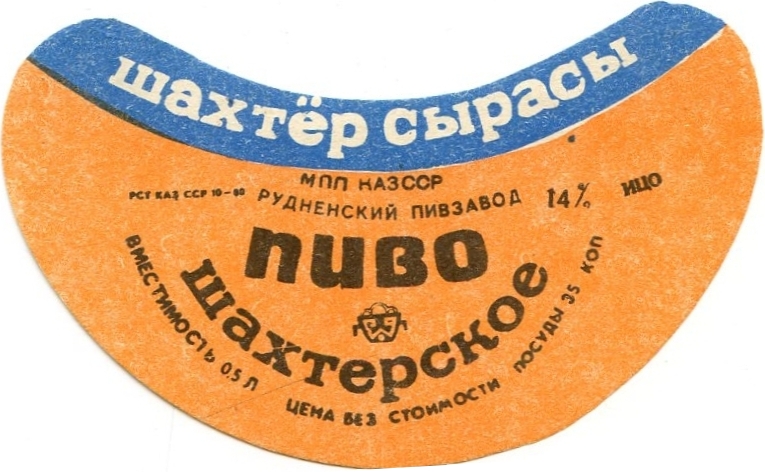 шахтёр сырасы
МПП КАЗССР
РСТ КАЗ ССР 10-80 РУДНЕНСКИЙ ПИВЗАВОД 14% ИЦО
пиво
шахтерское
ВМЕСТИМОСТЬ 0.5 Л
ЦЕНА БЕЗ СТОИМОСТИ ПОСУДЫ 35 КОП